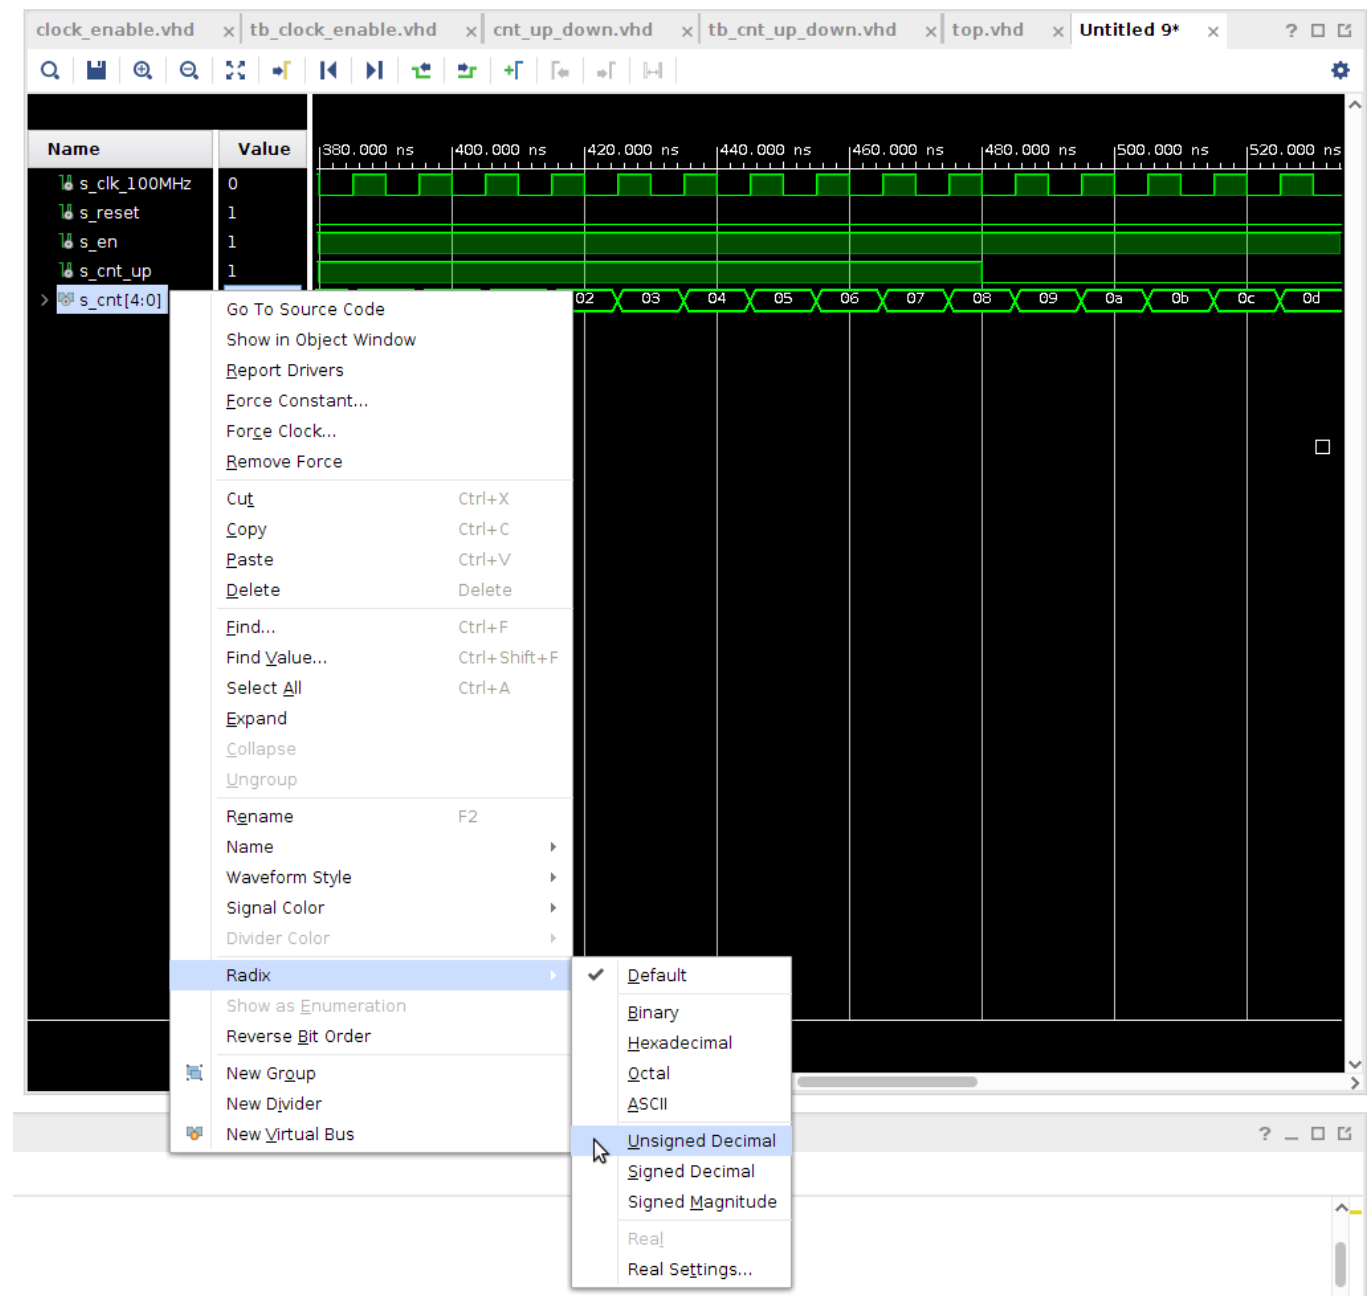 clock_enable.vhd × tb_clock_enable.vhd × cnt_up_down.vhd × tb_cnt_up_down.vhd × top.vhd × Untitled 9* × ?
Name Value 380.000 ns 400.000 ns 420.000 ns 440.000 ns 460.000 ns 480.000 ns 500.000 ns 520.000 ns
s_clk_100MHz 0
s_reset 1
s_en 1
s_cnt_up 1
s_cnt[4:0] 02 03 04 05 06 07 08 09 0a 0b 0c 0d
Go To Source Code
Show in Object Window
Report Drivers
Force Constant...
Force Clock...
Remove Force
Cut Ctrl+X
Copy Ctrl+C
Paste Ctrl+V
Delete Delete
Find... Ctrl+F
Find Value... Ctrl+Shift+F
Select All Ctrl+A
Expand
Collapse
Ungroup
Rename F2
Name
Waveform Style
Signal Color
Divider Color
Radix
Show as Enumeration
Reverse Bit Order
New Group
New Divider
New Virtual Bus
Default
Binary
Hexadecimal
Octal
ASCII
Unsigned Decimal
Signed Decimal
Signed Magnitude
Real
Real Settings...
?